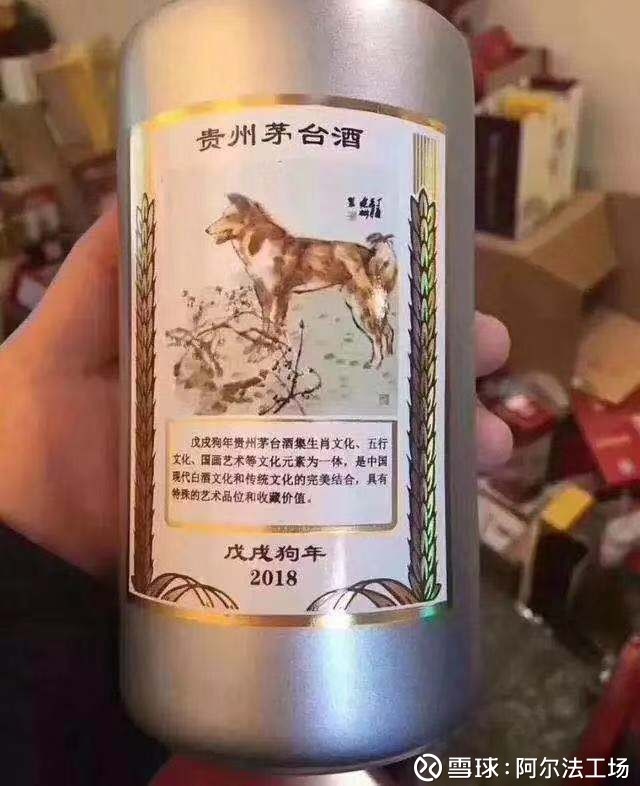 贵州茅台酒
戊戌狗年贵州茅台酒集生肖文化、五行
文化、国画艺术等文化元素为一体，是中国
现代白酒文化和传统文化的完美结合，具有
特殊的艺术品位和收藏价值。
戊戌狗年
2018
雪球：阿尔法工场